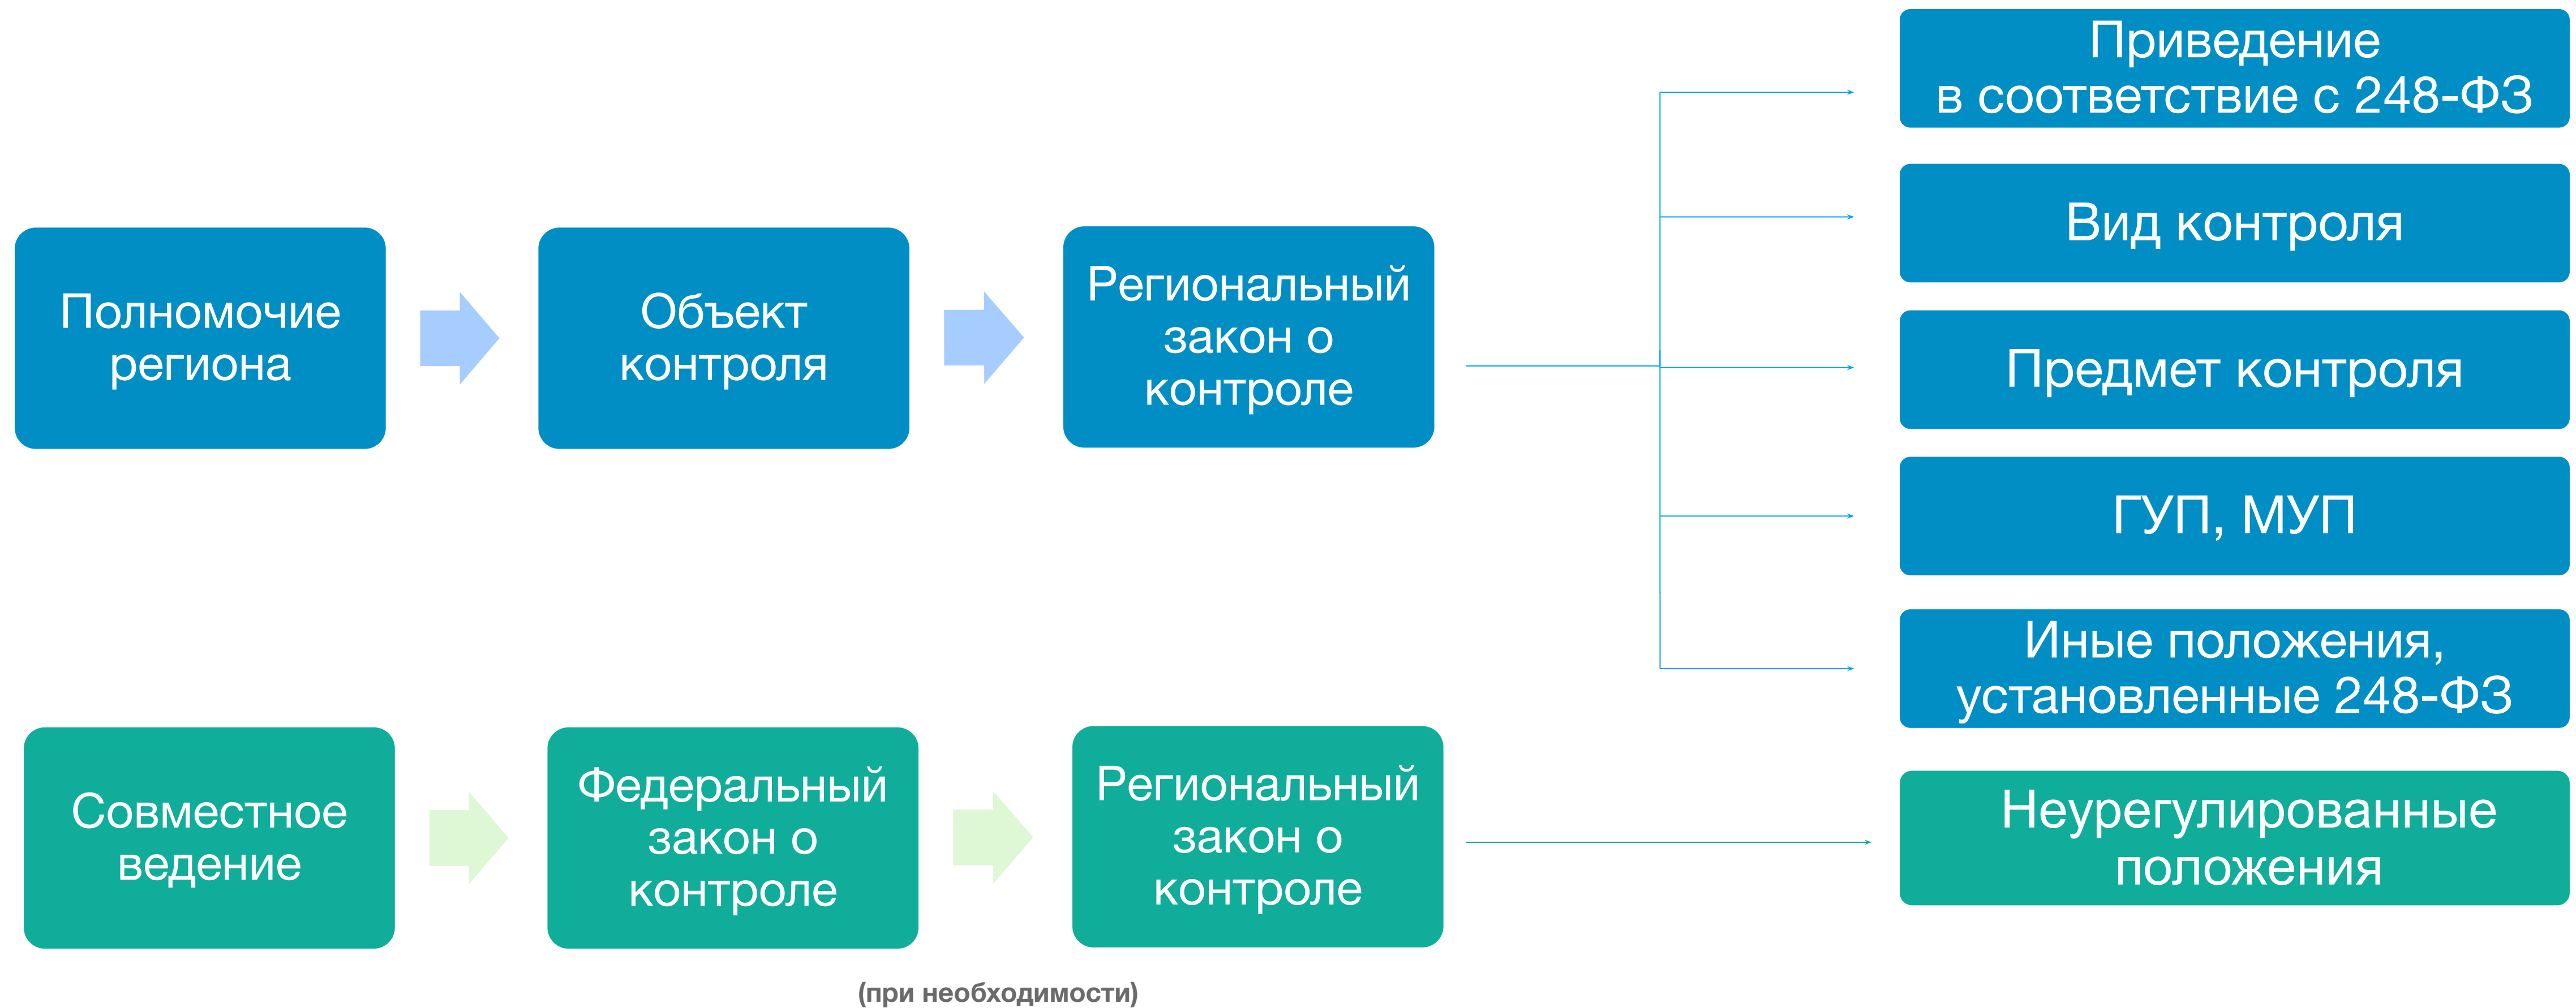 Полномочие
региона
Объект
контроля
Региональный
закон о
контроле
Приведение
в соответствие с 248-ФЗ
Вид контроля
Предмет контроля
ГУП, МУП
Иные положения,
установленные 248-ФЗ
Совместное
ведение
Федеральный
закон о
контроле
Региональный
закон о
контроле
Неурегулированные
положения
(при необходимости)